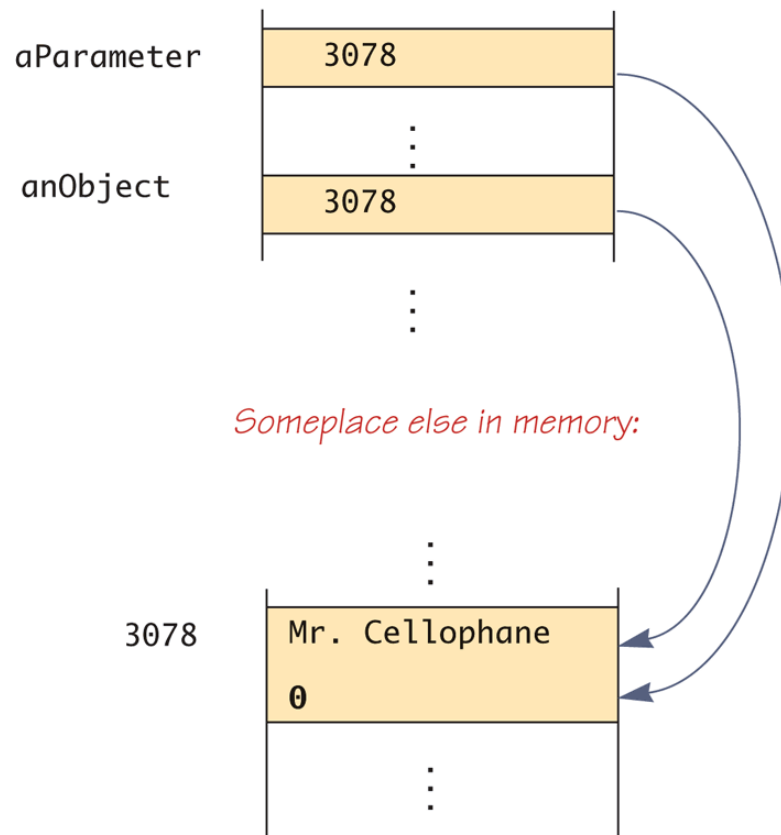 aParameter 3078
anObject 3078
Someplace else in memory:
3078 Mr. Cellophane
0